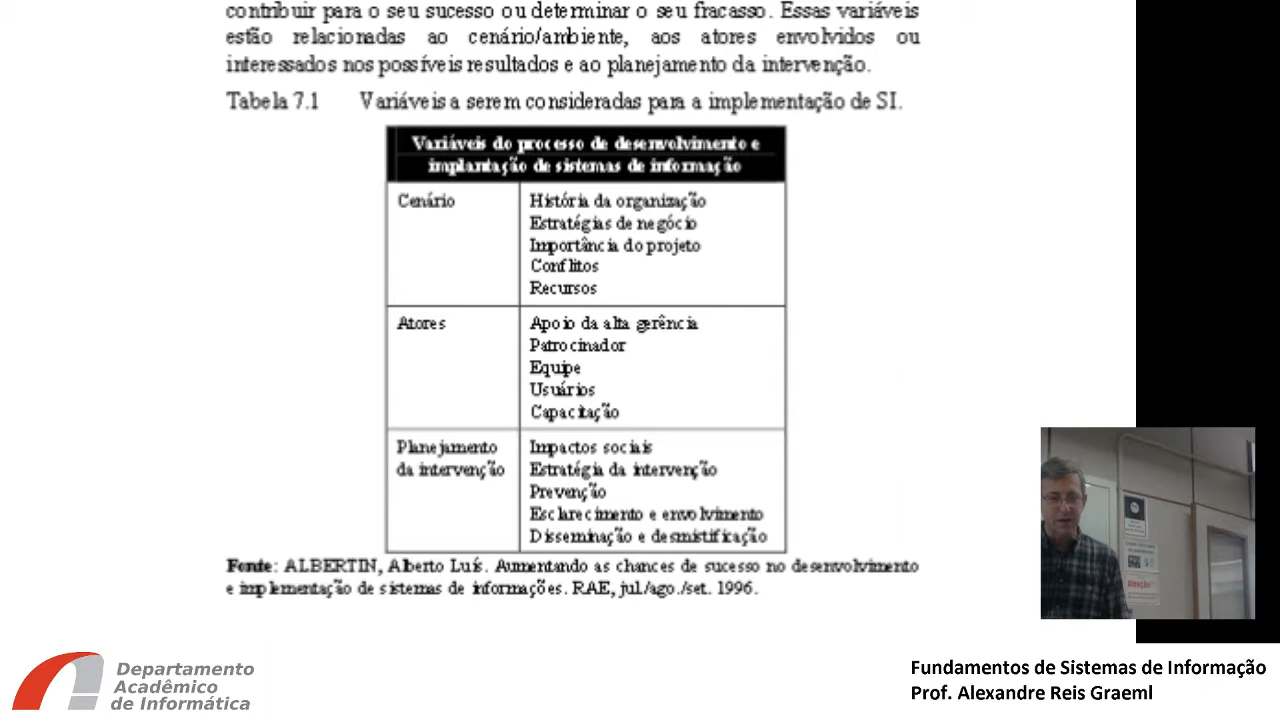 contribuir para o seu sucesso ou determinar o seu fracasso. Essas variáveis
estão relacionadas ao cenário/ambiente, aos atores envolvidos ou
interessados nos possíveis resultados e ao planejamento da intervenção.
Tabela 7.1 Variáveis a serem consideradas para a implementação de SI.
Variáveis do processo de desenvolvimento e
implantação de sistemas de informação
Cenário
História da organização
Estratégias de negócio
Importância do projeto
Conflitos
Recursos
Atores
Apoio da alta gerência
Patrocinador
Equipe
Usuários
Capacitação
Planejamento
da intervenção
Impactos sociais
Estratégia da intervenção
Prevenção
Esclarecimento e envolvimento
Disseminação e desmistificação
Fonte: ALBERTIN, Alberto Luís. Aumentando as chances de sucesso no desenvolvimento
e implementação de sistemas de informações. RAE, jul./ago./set. 1996.
Atenção!
Departamento
Acadêmico
de Informática
Fundamentos de Sistemas de Informação
Prof. Alexandre Reis Graeml